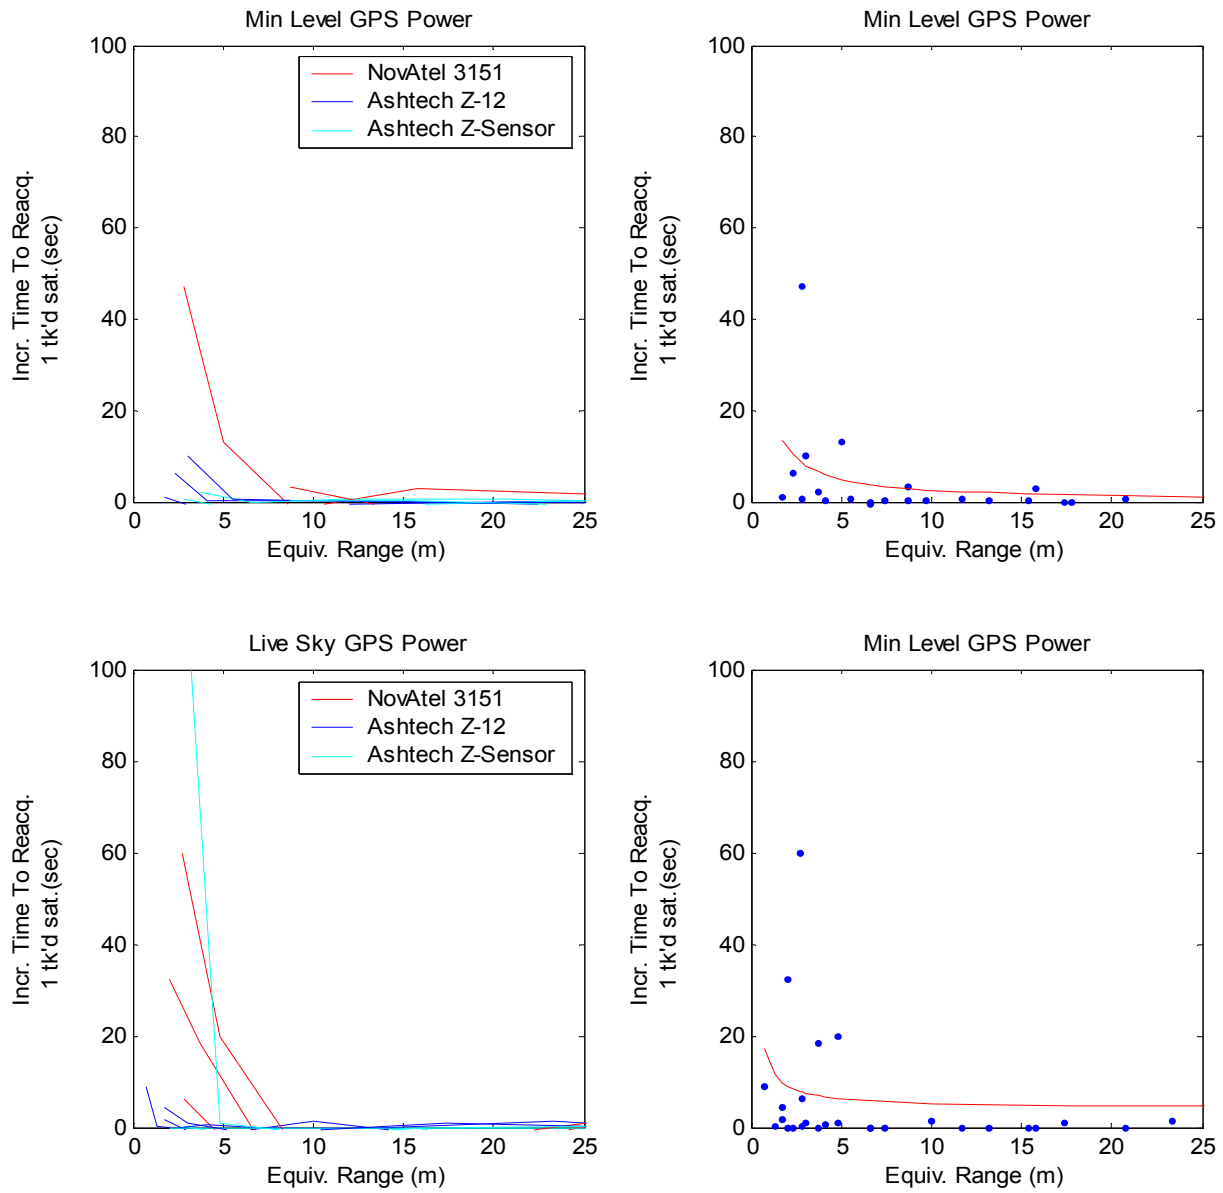 Min Level GPS Power
100
80
60
40
20
0
0
5
10
15
20
25
Incr. Time To Reacq.
1 tk'd sat.(sec)
Equiv. Range (m)
NovAtel 3151
Ashtech Z-12
Ashtech Z-Sensor
Min Level GPS Power
100
80
60
40
20
0
0
5
10
15
20
25
Incr. Time To Reacq.
1 tk'd sat.(sec)
Equiv. Range (m)
Live Sky GPS Power
100
80
60
40
20
0
0
5
10
15
20
25
Incr. Time To Reacq.
1 tk'd sat.(sec)
Equiv. Range (m)
NovAtel 3151
Ashtech Z-12
Ashtech Z-Sensor
Min Level GPS Power
100
80
60
40
20
0
0
5
10
15
20
25
Incr. Time To Reacq.
1 tk'd sat.(sec)
Equiv. Range (m)